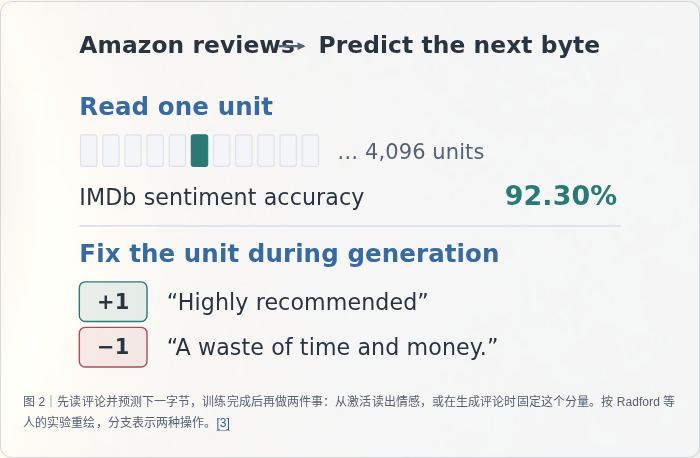 Amazon reviews → Predict the next byte
Read one unit
... 4,096 units
IMDb sentiment accuracy 92.30%
Fix the unit during generation
+1 “Highly recommended”
−1 “A waste of time and money.”
图 2｜先读评论并预测下一字节，训练完成后再做两件事：从激活读出情感，或在生成评论时固定这个分量。按 Radford 等
人的实验重绘，分支表示两种操作。[3]